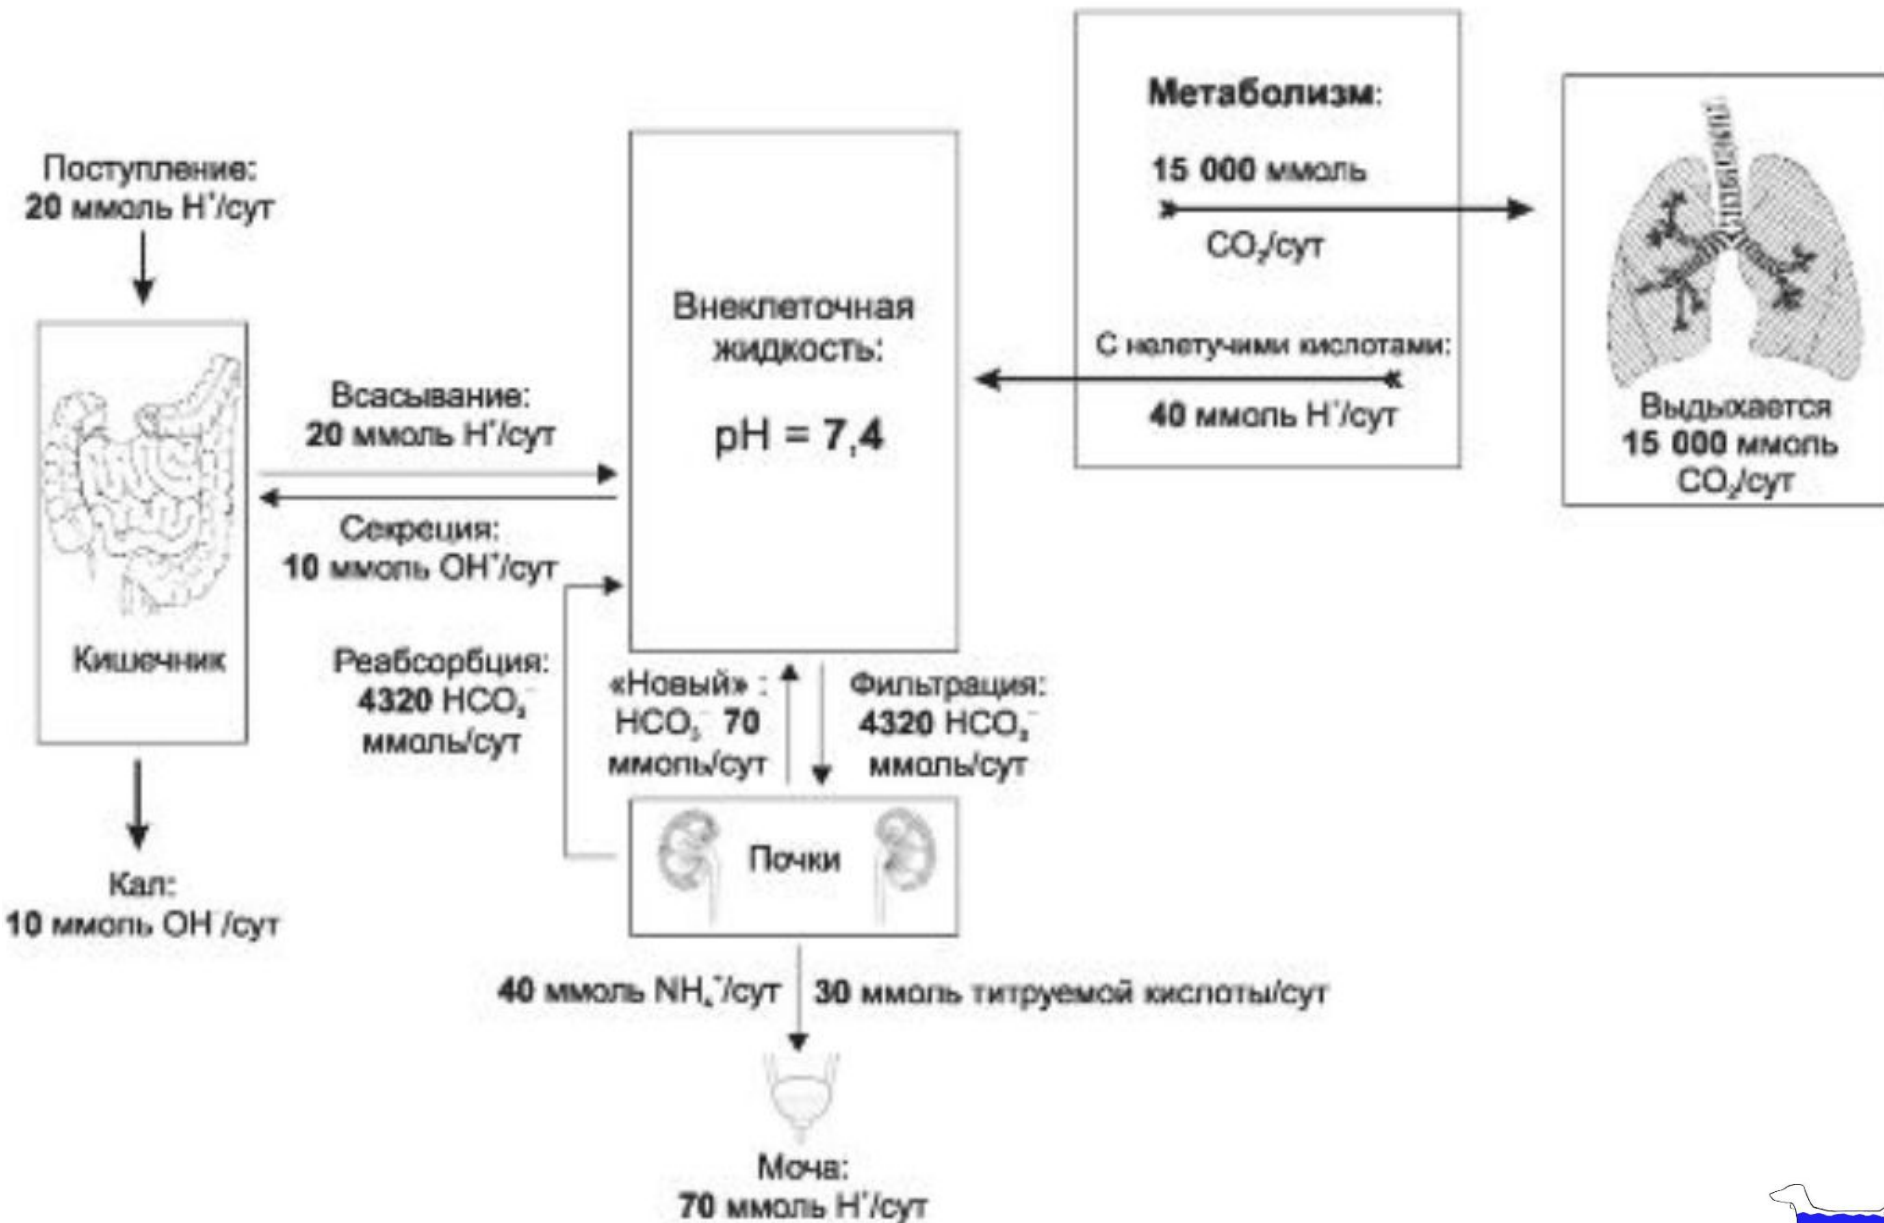 Поступление:
20 ммоль H⁺/сут
Кишечник
Кал:
10 ммоль OH⁻/сут
Всасывание:
20 ммоль H⁺/сут
Секреция:
10 ммоль OH⁺/сут
Реабсорбция:
4320 HCO₃⁻
ммоль/сут
Внеклеточная
жидкость:
pH = 7,4
«Новый» :
HCO₃⁻ 70
ммоль/сут
Фильтрация:
4320 HCO₃⁻
ммоль/сут
Почки
40 ммоль NH₄⁺/сут
30 ммоль титруемой кислоты/сут
Моча:
70 ммоль H⁺/сут
Метаболизм:
15 000 ммоль
CO₂/сут
С нелетучими кислотами:
40 ммоль H⁺/сут
Выдыхается
15 000 ммоль
CO₂/сут